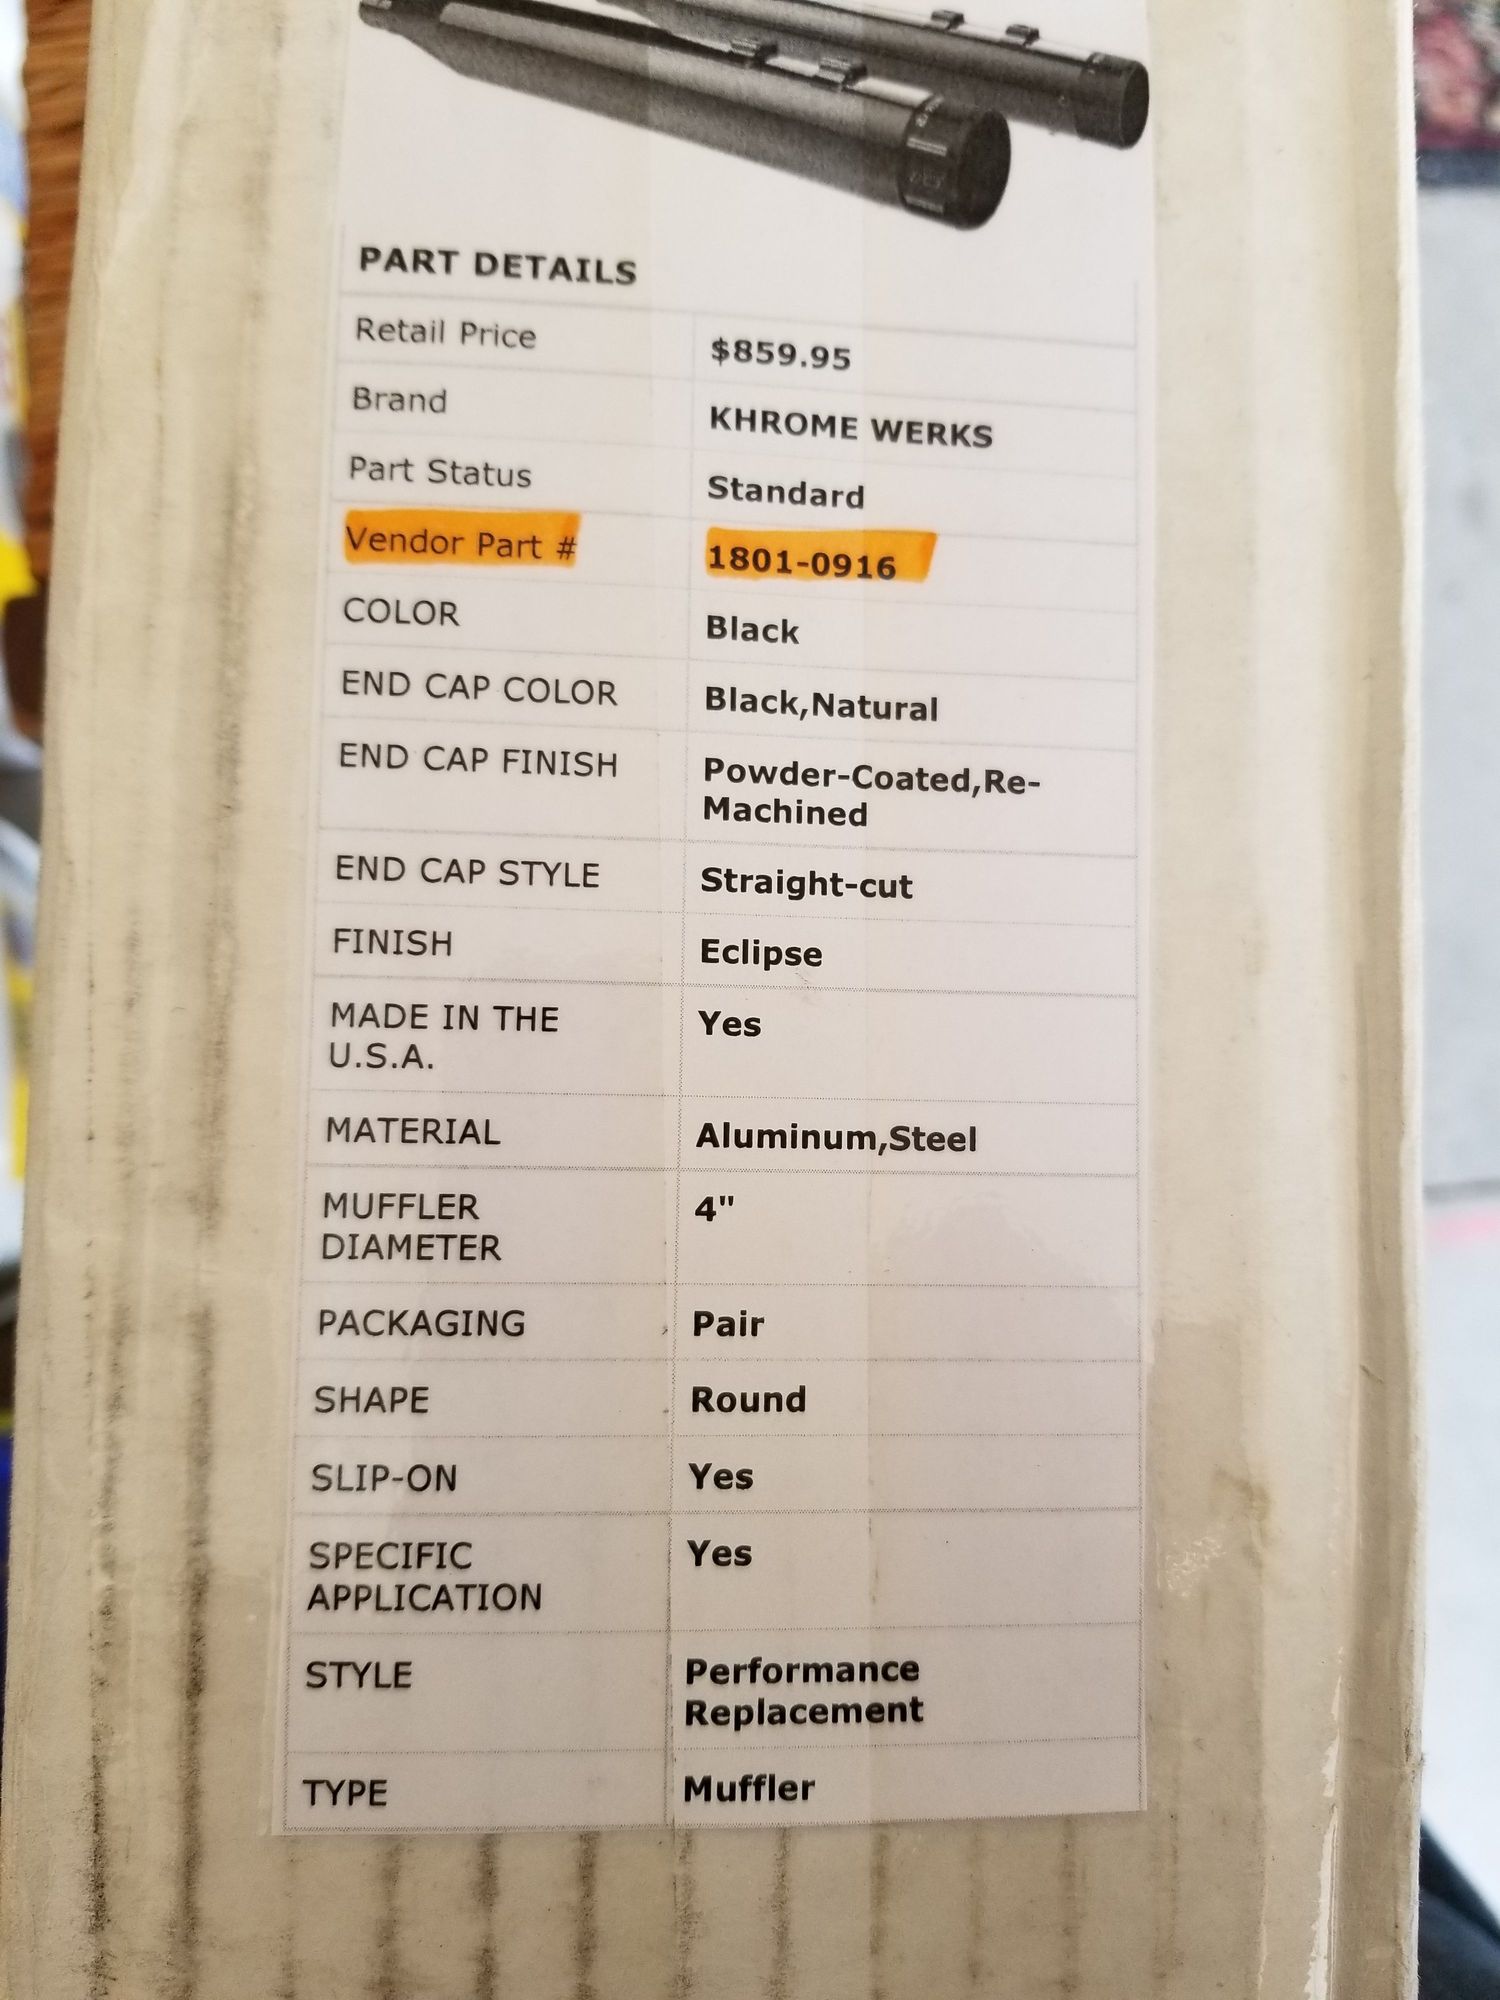 PART DETAILS
Retail Price $859.95
Brand KHROME WERKS
Part Status Standard
Vendor Part # 1801-0916
COLOR Black
END CAP COLOR Black,Natural
END CAP FINISH Powder-Coated,Re-
Machined
END CAP STYLE Straight-cut
FINISH Eclipse
MADE IN THE Yes
U.S.A.
MATERIAL Aluminum,Steel
MUFFLER 4"
DIAMETER
PACKAGING Pair
SHAPE Round
SLIP-ON Yes
SPECIFIC Yes
APPLICATION
STYLE Performance
Replacement
TYPE Muffler